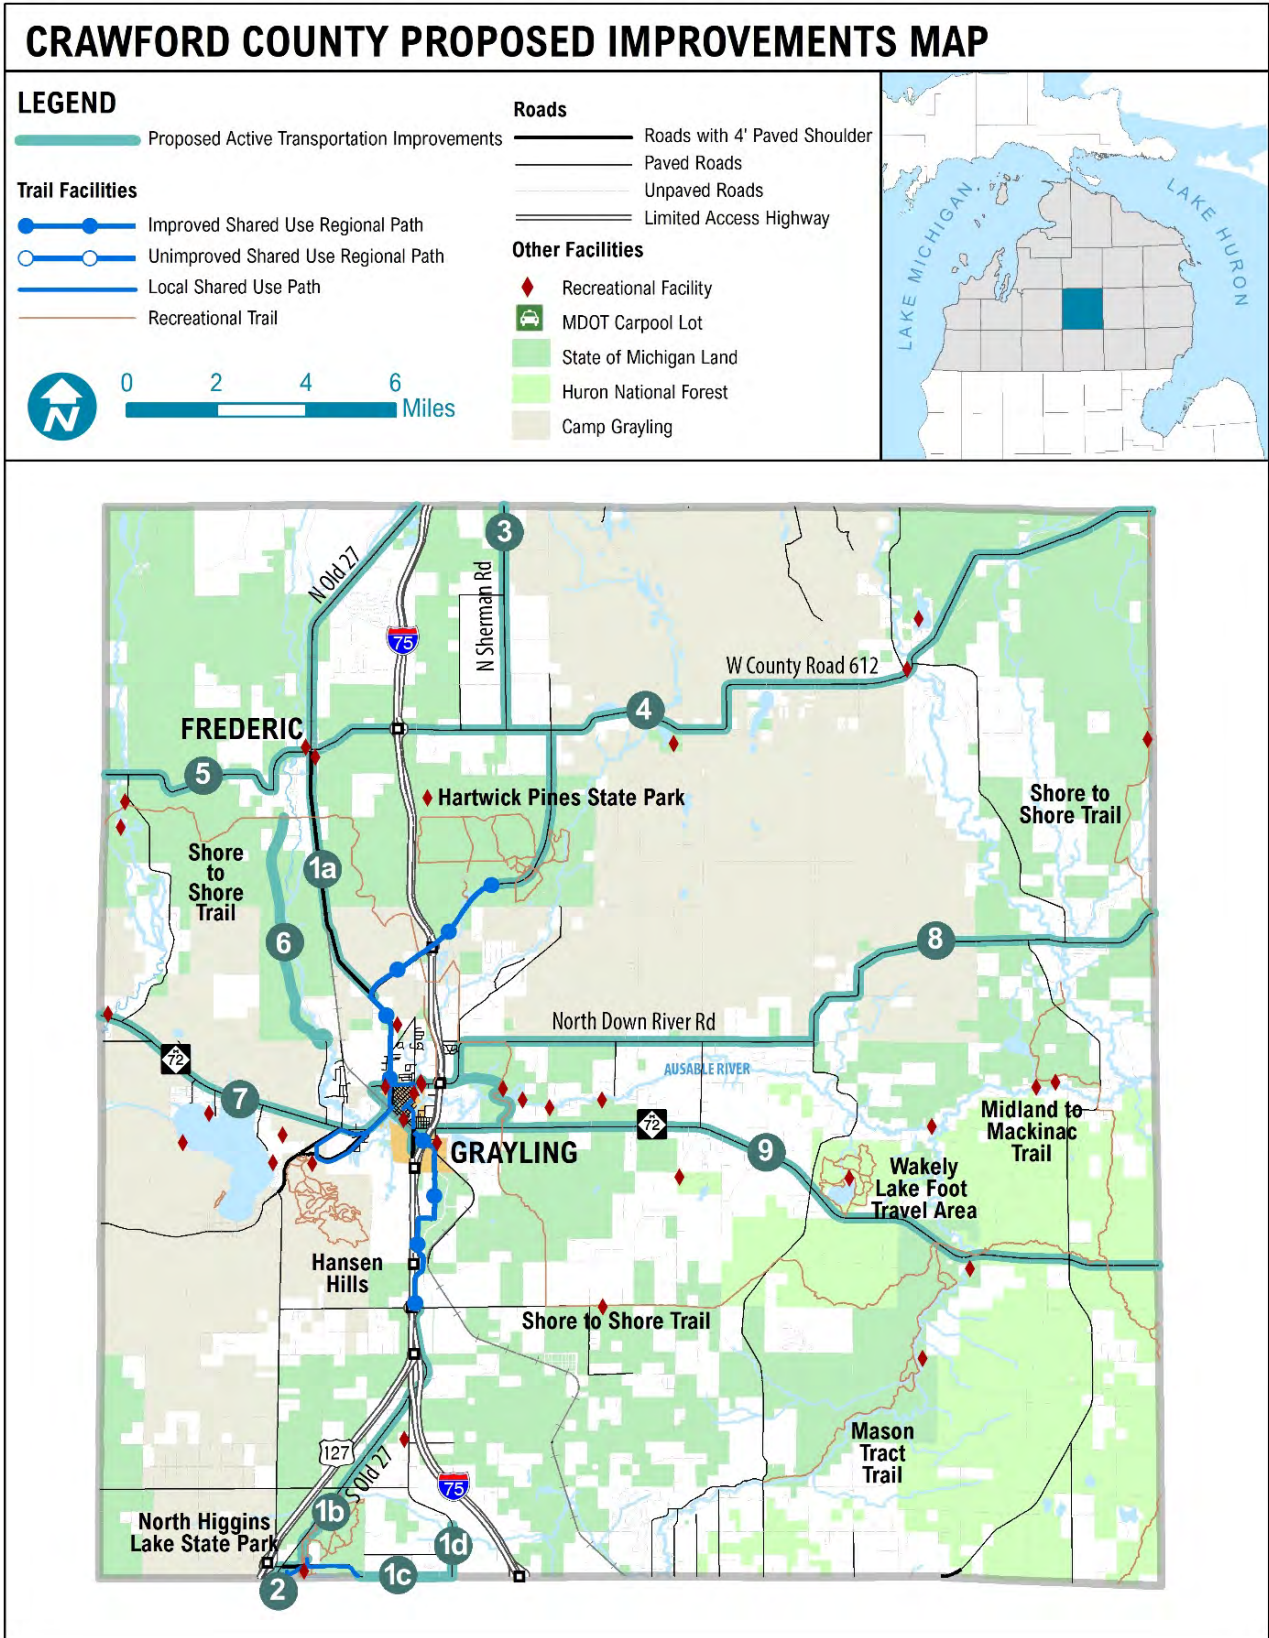 CRAWFORD COUNTY PROPOSED IMPROVEMENTS MAP
LEGEND
Proposed Active Transportation Improvements
Trail Facilities
Improved Shared Use Regional Path
Unimproved Shared Use Regional Path
Local Shared Use Path
Recreational Trail
N
0 2 4 6
Miles
Roads
Roads with 4' Paved Shoulder
Paved Roads
Unpaved Roads
Limited Access Highway
Other Facilities
Recreational Facility
MDOT Carpool Lot
State of Michigan Land
Huron National Forest
Camp Grayling
LAKE MICHIGAN
LAKE HURON
3
N Old 27
N Sherman Rd
75
W County Road 612
4
FREDERIC
5
Hartwick Pines State Park
Shore to
Shore Trail
Shore
to
Shore
Trail
1a
6
8
North Down River Rd
M
72
AUSABLE RIVER
7
M
72
Midland to
Mackinac
Trail
GRAYLING
9
Wakely
Lake Foot
Travel Area
Hansen
Hills
Shore to Shore Trail
127
S Old 27
75
Mason
Tract
Trail
1b
North Higgins
Lake State Park
1d
1c
2